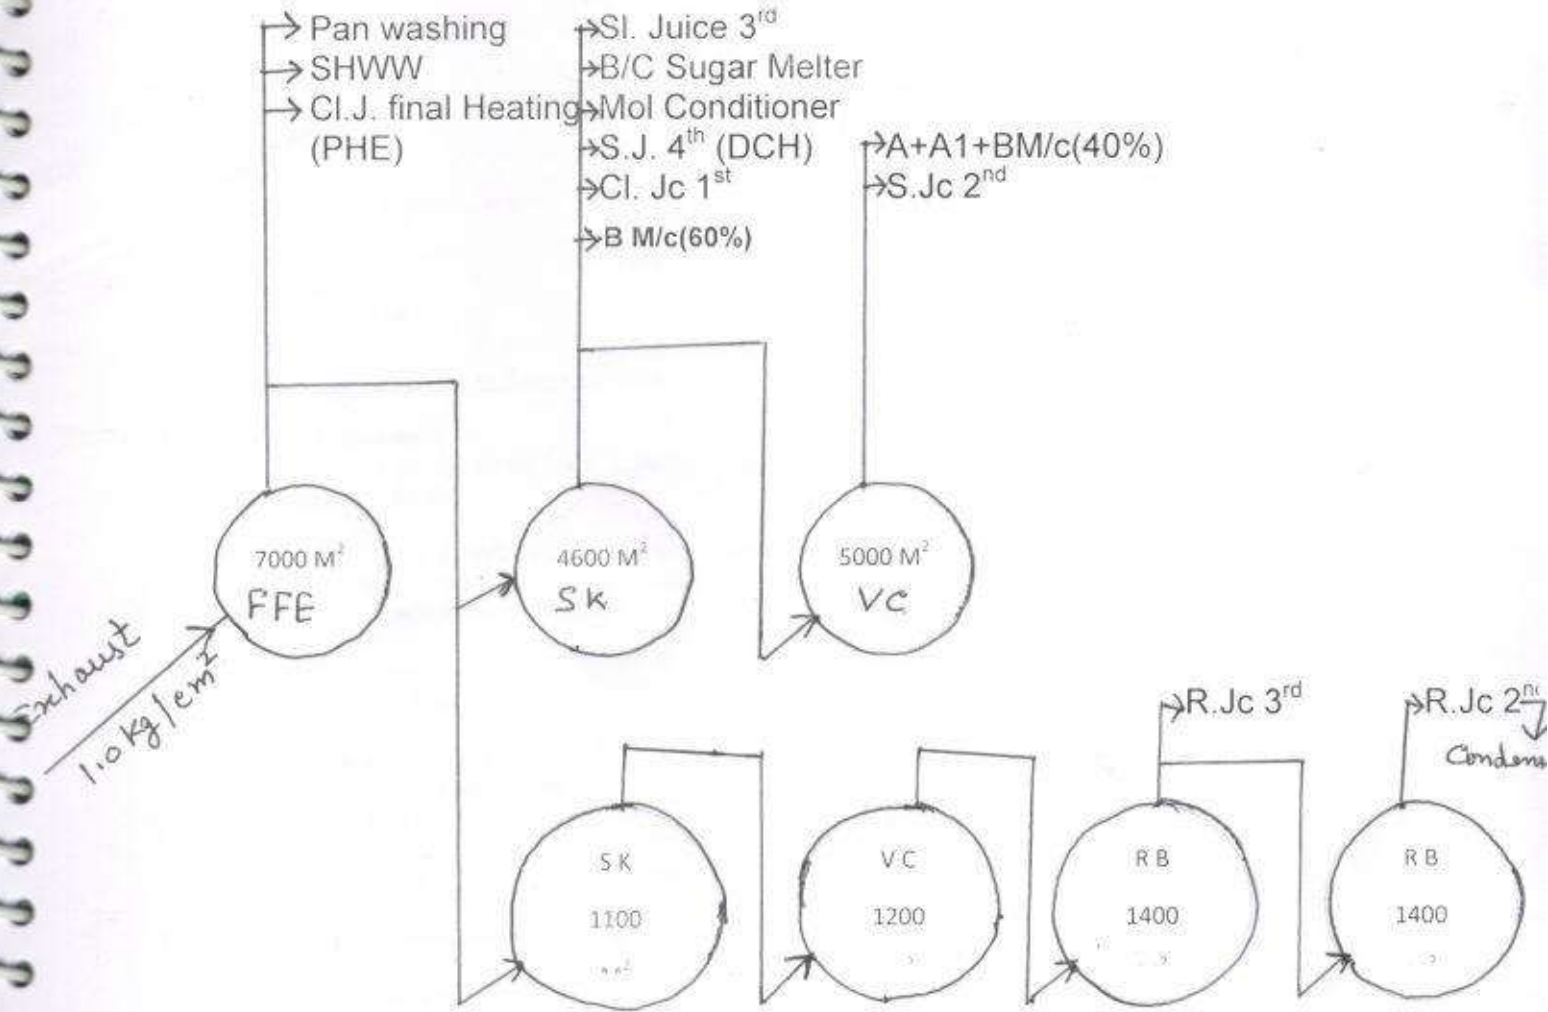 Pan washing
SHWW
Cl.J. final Heating
(PHE)
Sl. Juice 3rd
B/C Sugar Melter
Mol Conditioner
S.J. 4th (DCH)
Cl. Jc 1st
B M/c(60%)
A+A1+BM/c(40%)
S.Jc 2nd
7000 M²
FFE
4600 M²
SK
5000 M²
VC
Exhaust
1.0 kg/cm²
R.Jc 3rd
R.Jc 2nd
SK
1100
VC
1200
RB
1400
RB
1400